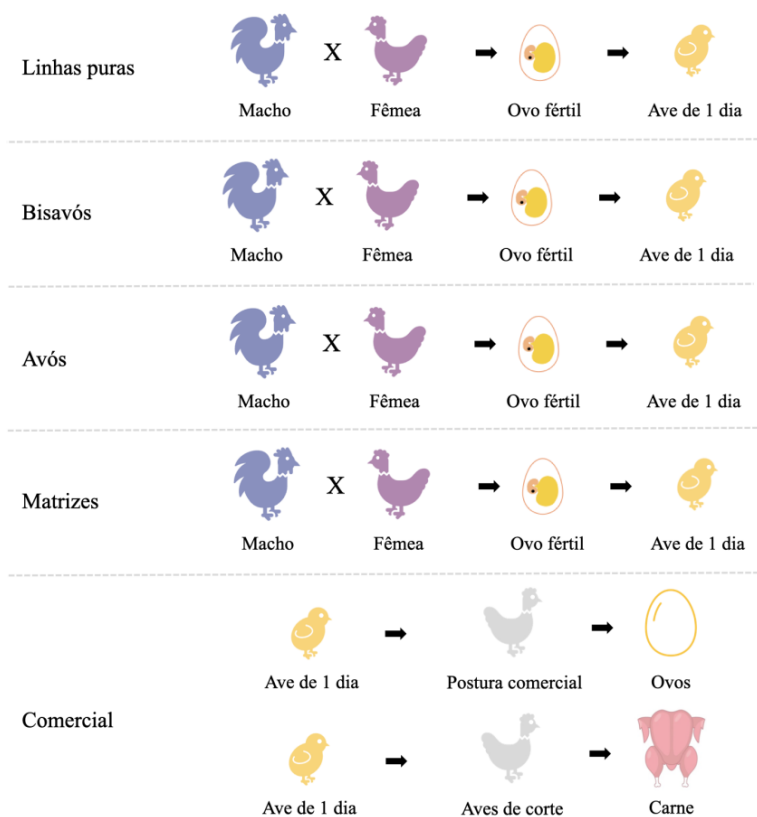 Linhas puras
X
Macho Fêmea Ovo fértil Ave de 1 dia
Bisavós
X
Macho Fêmea Ovo fértil Ave de 1 dia
Avós
X
Macho Fêmea Ovo fértil Ave de 1 dia
Matrizes
X
Macho Fêmea Ovo fértil Ave de 1 dia
Comercial
Ave de 1 dia Postura comercial Ovos
Ave de 1 dia Aves de corte Carne